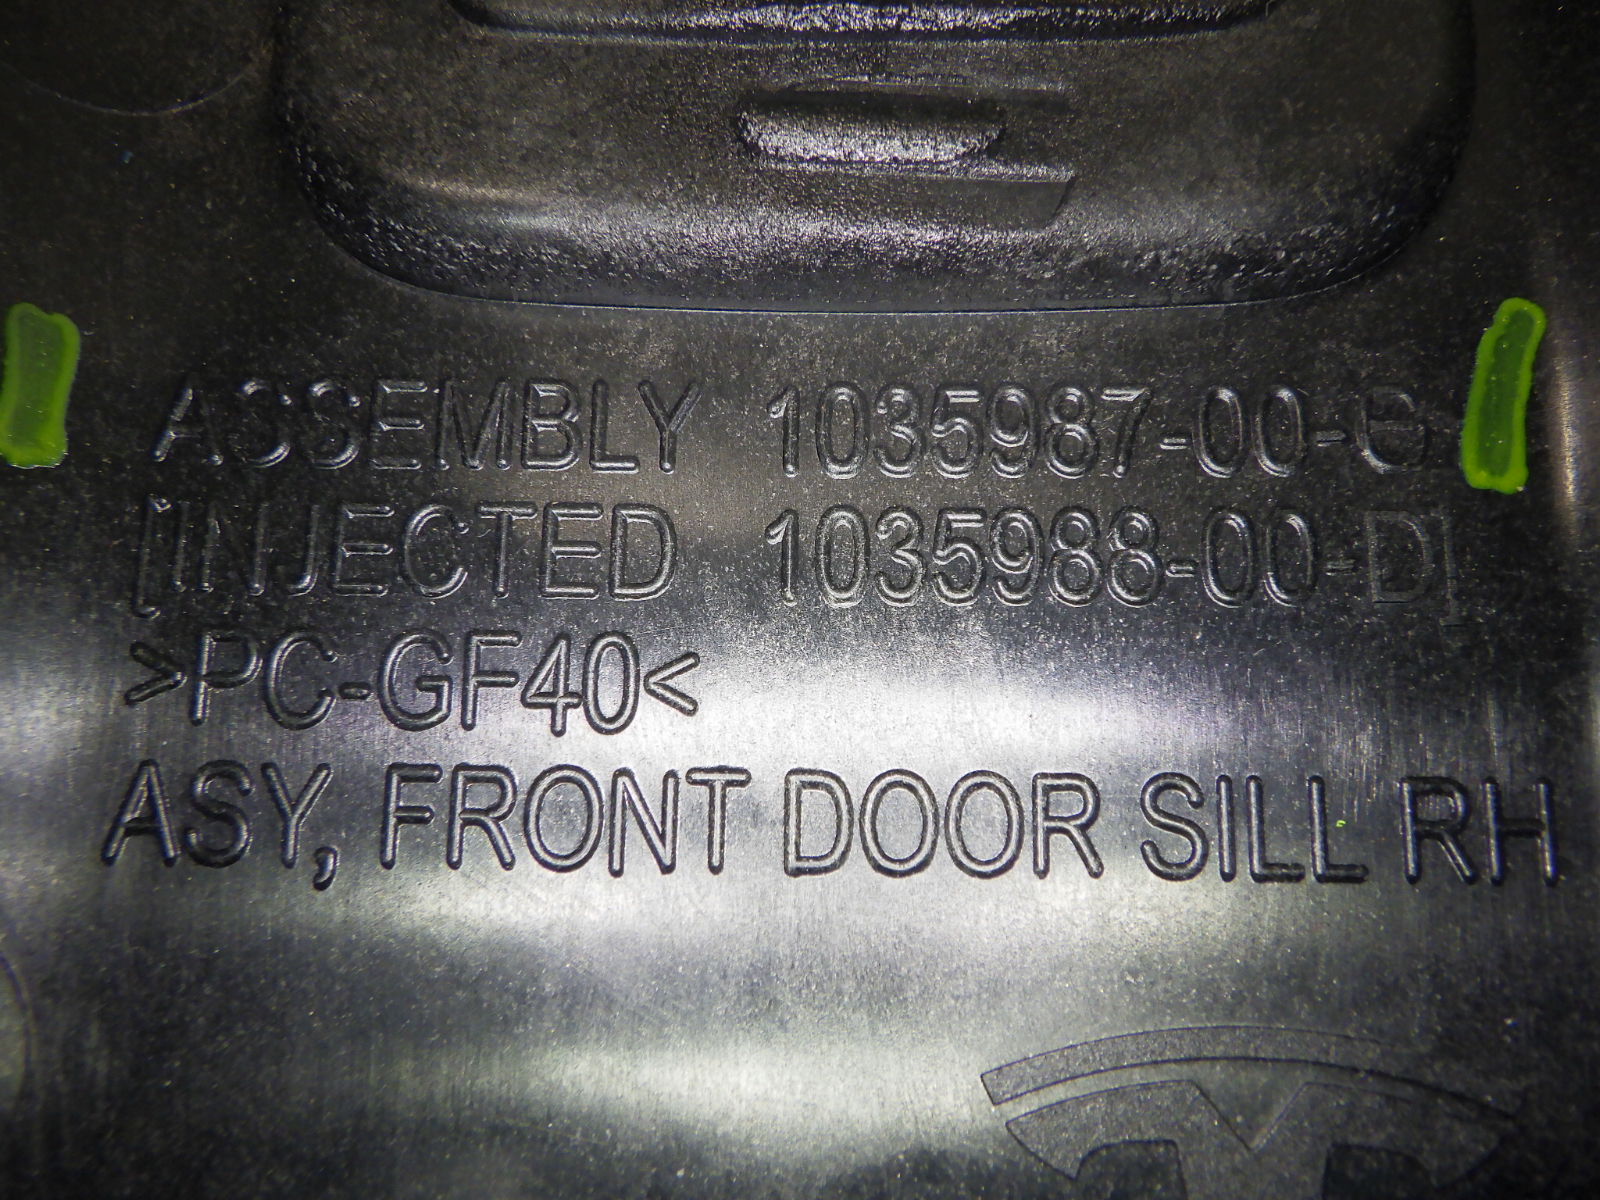 ASSEMBLY 1035987-00-
[INJECTED 1035988-00-D]
>PC-GF40<
ASY, FRONT DOOR SILL RH